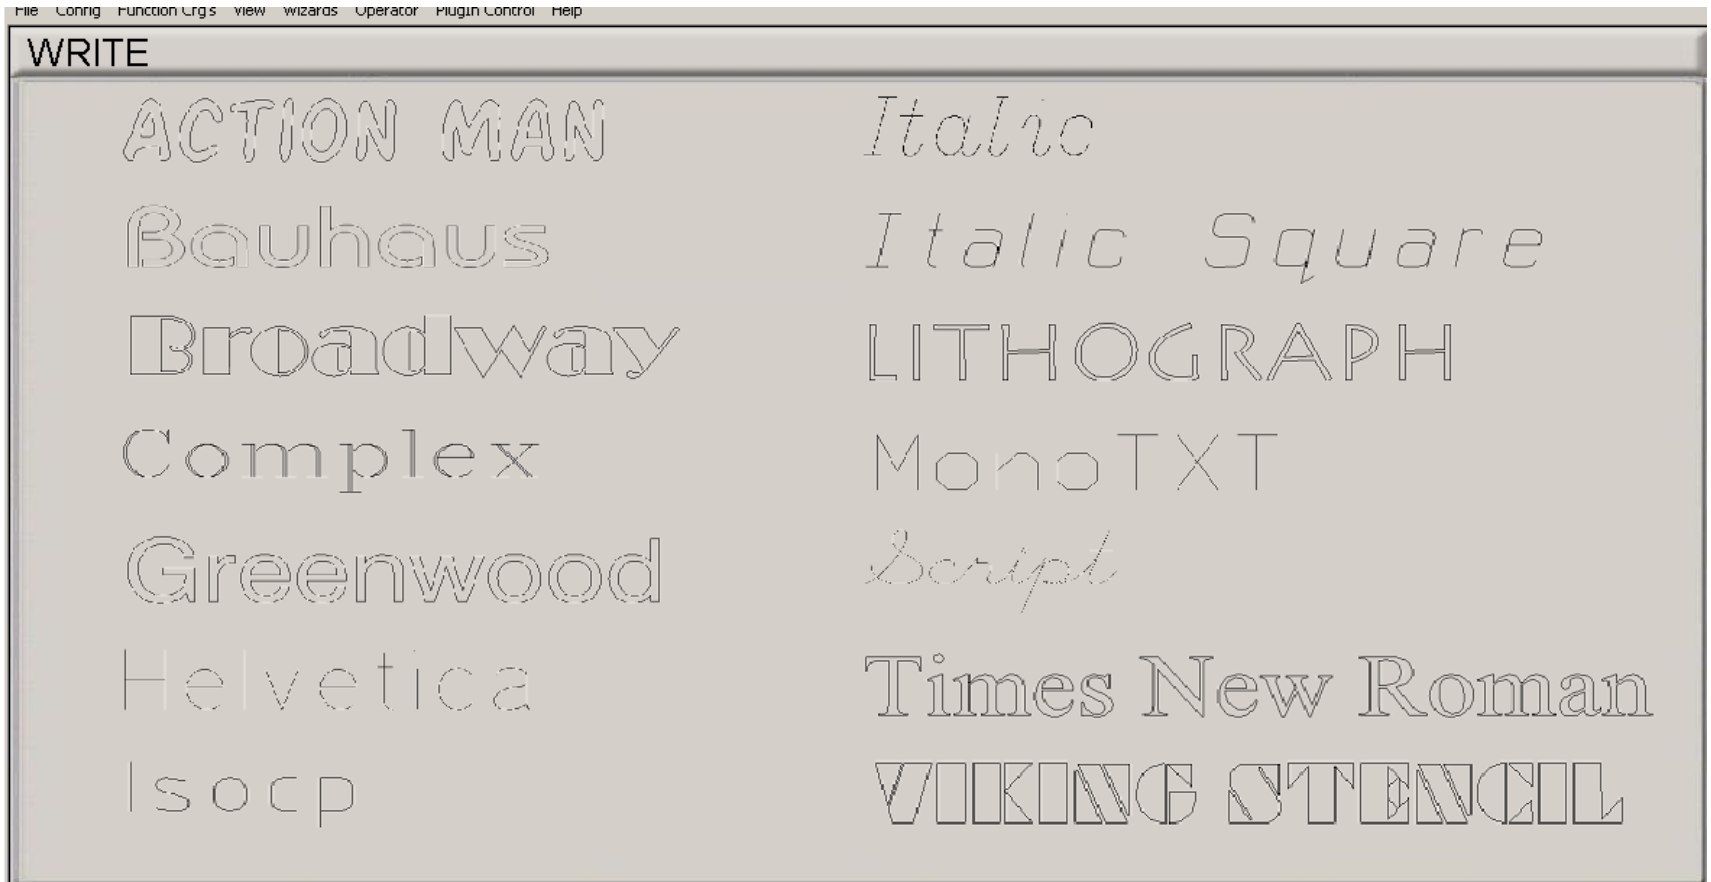 File Config Function Crg's View Wizards Operator PlugIn Control Help
WRITE
ACTION MAN
Bauhaus
Broadway
Complex
Greenwood
Helvetica
Isocp
Italic
Italic Square
LITHOGRAPH
MonoTXT
Script
Times New Roman
VIKING STENCIL